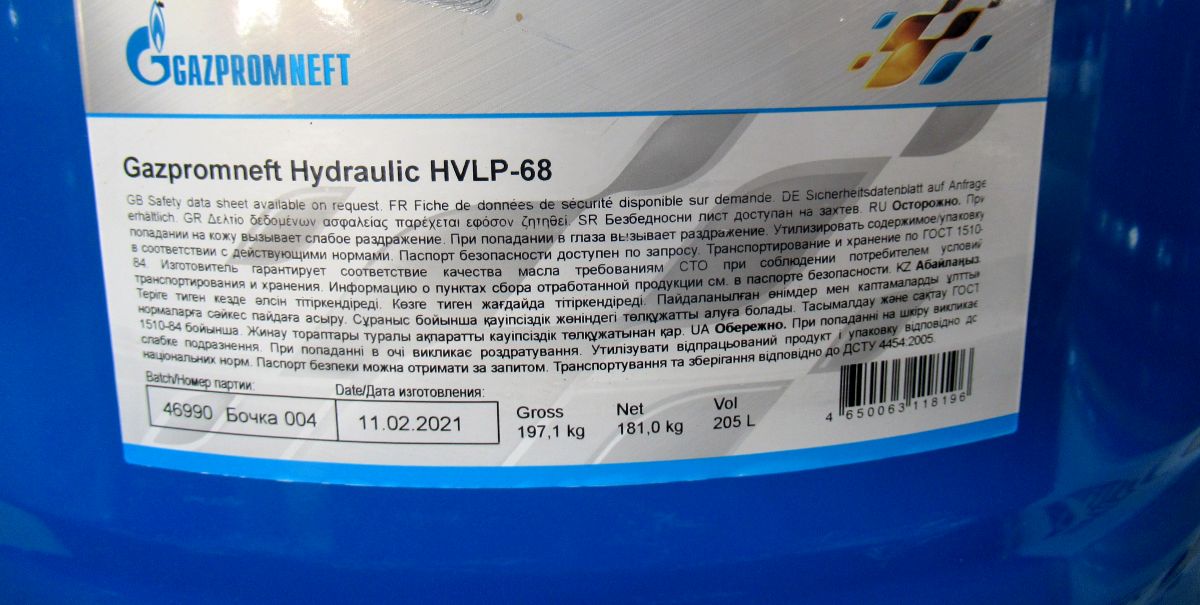 GAZPROMNEFT
Gazpromneft Hydraulic HVLP-68
GB Safety data sheet available on request. FR Fiche de données de sécurité disponible sur demande. DE Sicherheitsdatenblatt auf Anfrage
erhältlich. GR Δελτίο δεδομένων ασφαλείας παρέχεται εφόσον ζητηθεί. SR Безбедносни лист доступан на захтев. RU Осторожно. При
попадании на кожу вызывает слабое раздражение. При попадании в глаза вызывает раздражение. Утилизировать содержимое/упаковку
в соответствии с действующими нормами. Паспорт безопасности доступен по запросу. Транспортирование и хранение по ГОСТ 1510-
84. Изготовитель гарантирует соответствие качества масла требованиям СТО при соблюдении потребителем условий
транспортирования и хранения. Информацию о пунктах сбора отработанной продукции см. в паспорте безопасности. KZ Абайлаңыз.
Теріге тиген кезде әлсін тітіркендіреді. Көзге тиген жағдайда тітіркендіреді. Пайдаланылған өнімдер мен каптамаларды ұлттық
нормаларға сәйкес пайдаға асыру. Сұраныс бойынша қауіпсіздік жөніндегі төлқұжатты алуға болады. Тасымалдау және сақтау ГОСТ
1510-84 бойынша. Жинау тораптары туралы ақпаратты кауіпсіздік төлқұжатынан қар. UA Обережно. При попаданні на шкіру викликає
слабке подразнення. При попаданні в очі викликає роздратування. Утилізувати відпрацьований продукт і упаковку відповідно до
національних норм. Паспорт безпеки можна отримати за запитом. Транспортування та зберігання відповідно до ДСТУ 4454:2005.
Batch/Номер партии: Date/Дата изготовления:
46990 Бочка 004 11.02.2021
Gross Net Vol
197,1 kg 181,0 kg 205 L
4 650063 118196